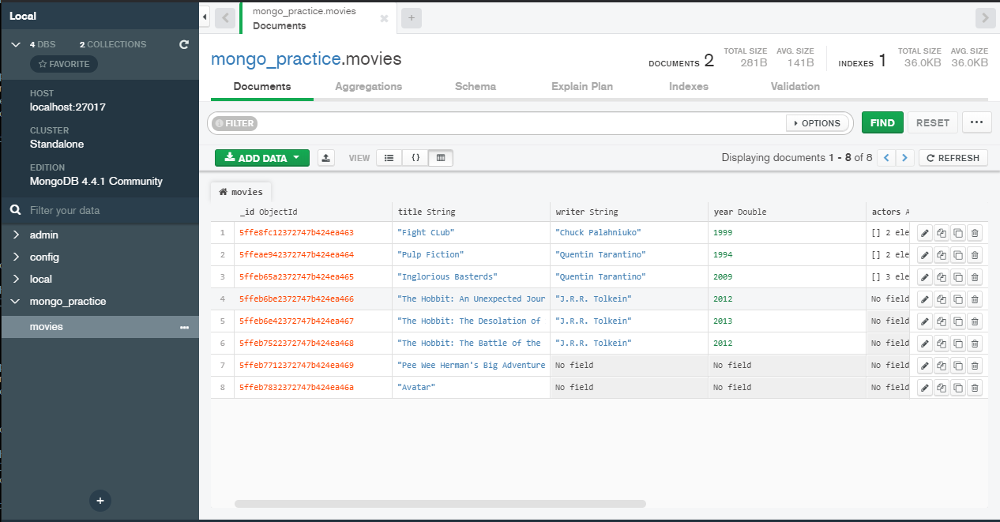 Local
4 DBS 2 COLLECTIONS
FAVORITE
HOST
localhost:27017
CLUSTER
Standalone
EDITION
MongoDB 4.4.1 Community
Filter your data
admin
config
local
mongo_practice
movies
mongo_practice.movies
Documents
mongo_practice.movies
DOCUMENTS 2 TOTAL SIZE 281B AVG. SIZE 141B INDEXES 1 TOTAL SIZE 36.0KB AVG. SIZE 36.0KB
Documents Aggregations Schema Explain Plan Indexes Validation
FILTER OPTIONS FIND RESET
ADD DATA VIEW {} Displaying documents 1 - 8 of 8 REFRESH
movies
_id ObjectId title String writer String year Double actors A
1 5ffe8fc12372747b424ea463 "Fight CLub" "Chuck Palahniuko" 1999 [] 2 ele
2 5ffeae942372747b424ea464 "Pulp Fiction" "Quentin Tarantino" 1994 [] 2 ele
3 5ffeb65a2372747b424ea465 "Inglorious Basterds" "Quentin Tarantino" 2009 [] 3 ele
4 5ffeb6be2372747b424ea466 "The Hobbit: An Unexpected Jour "J.R.R. Tolkein" 2012 No field
5 5ffeb6e42372747b424ea467 "The Hobbit: The Desolation of "J.R.R. Tolkein" 2013 No field
6 5ffeb7522372747b424ea468 "The Hobbit: The Battle of the "J.R.R. Tolkein" 2012 No field
7 5ffeb7712372747b424ea469 "Pee Wee Herman's Big Adventure No field No field No field
8 5ffeb7832372747b424ea46a "Avatar" No field No field No field